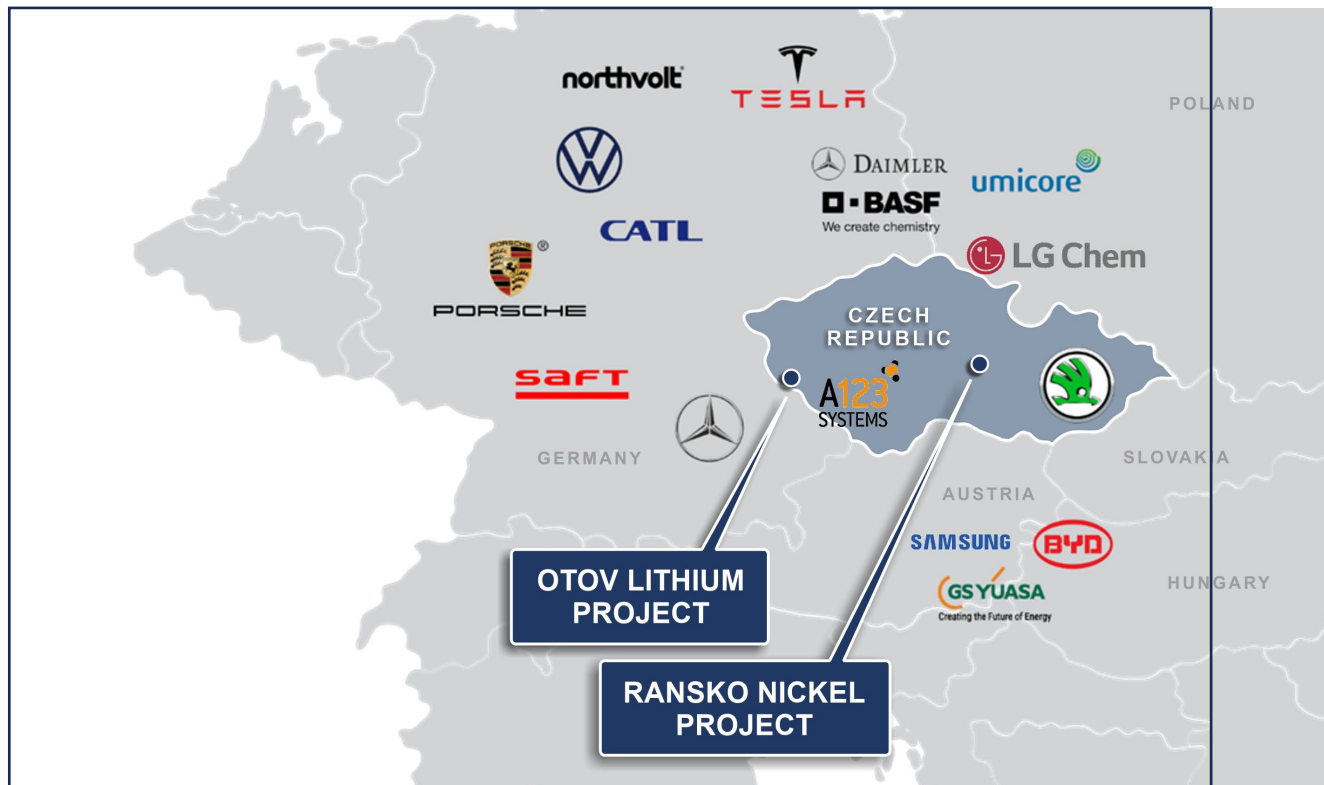 northvolt
TESLA
POLAND
DAIMLER
umicore
BASF
We create chemistry
CATL
PORSCHE ®
LG Chem
PORSCHE
CZECH
REPUBLIC
saft
A123
SYSTEMS
GERMANY
SLOVAKIA
AUSTRIA
SAMSUNG
BYD
OTOV LITHIUM
PROJECT
HUNGARY
GS YUASA
Creating the Future of Energy
RANSKO NICKEL
PROJECT